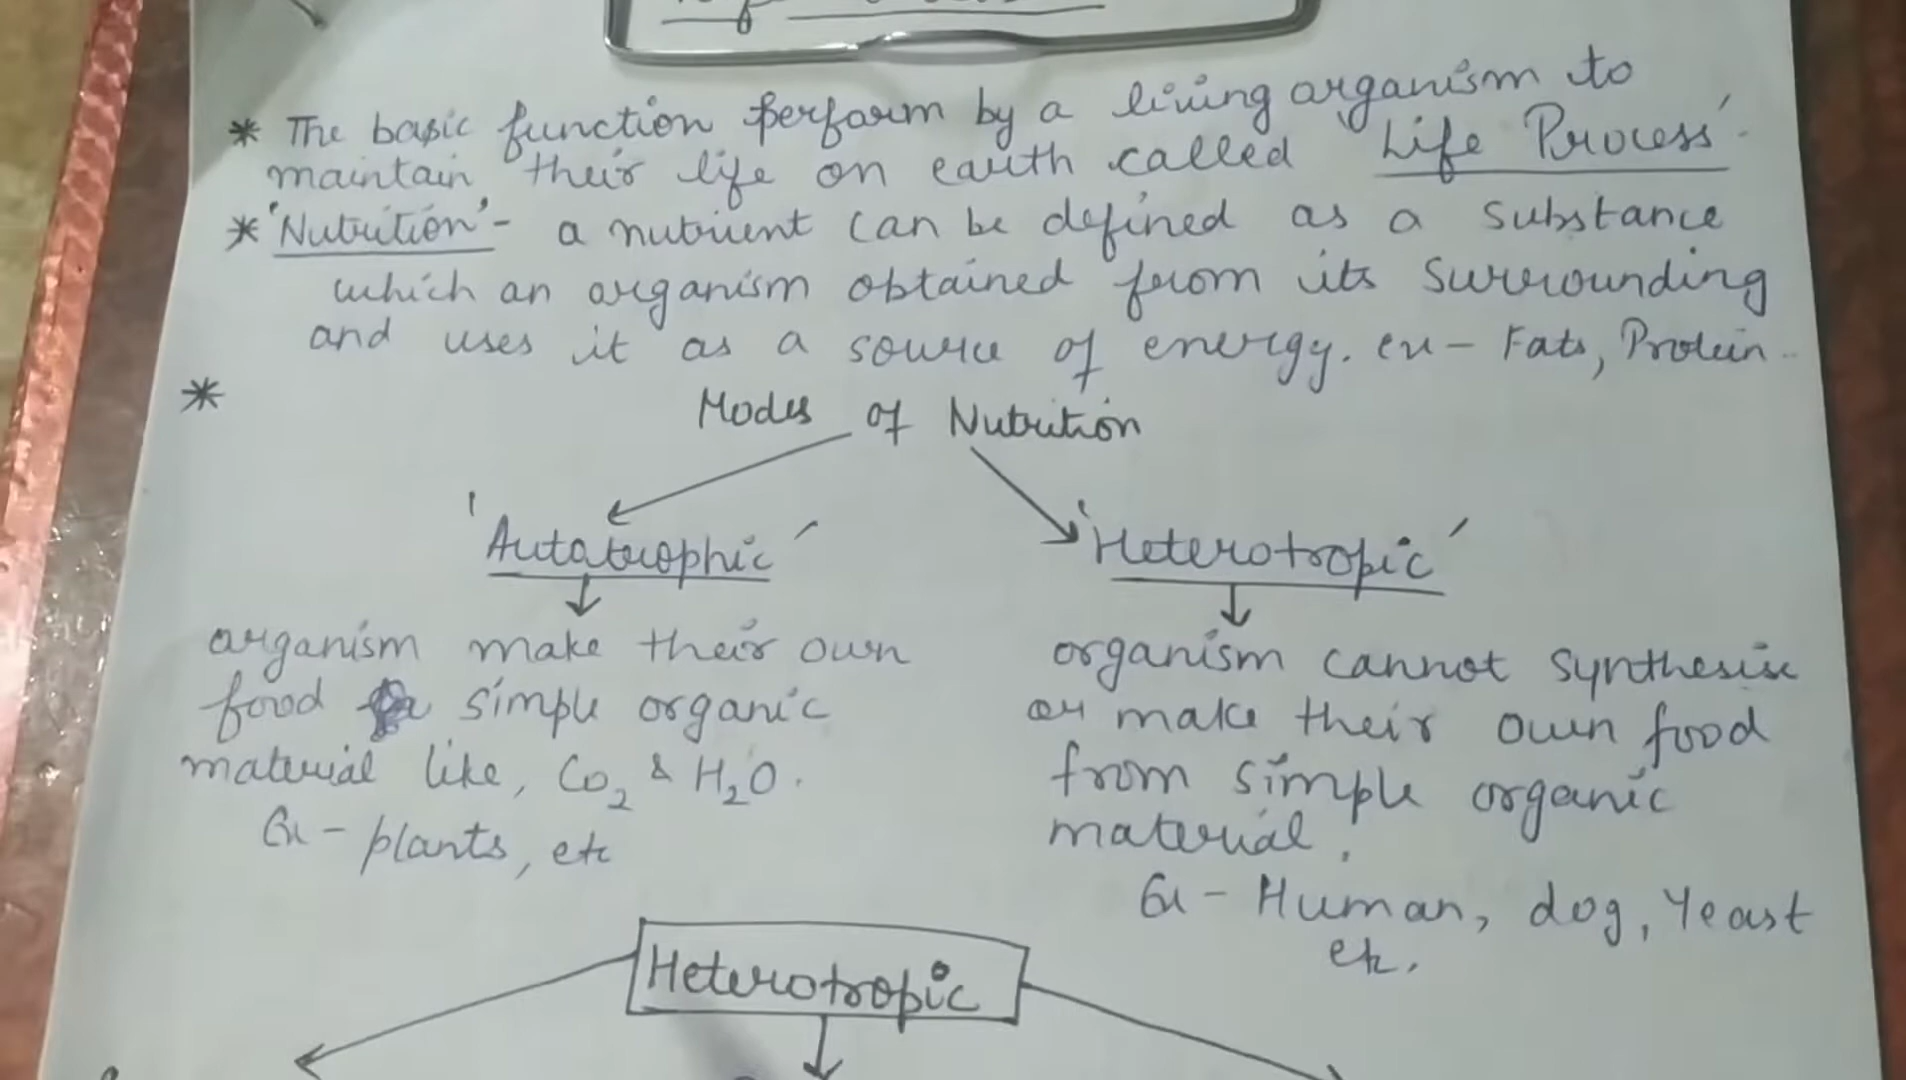 * The basic function perform by a living organism to
maintain their life on earth called 'Life Process'.
* 'Nutrition' - a nutrient can be defined as a substance
which an organism obtained from its surrounding
and uses it as a source of energy. ex - Fats, Protein
*
Modes of Nutrition
'Autotrophic'
'Heterotropic'
organism make their own
food simple organic
material like, CO₂ & H₂O.
Ex - plants, etc
organism cannot synthesise
or make their own food
from simple organic
material.
Ex - Human, dog, Yeast
etc.
Heterotropic